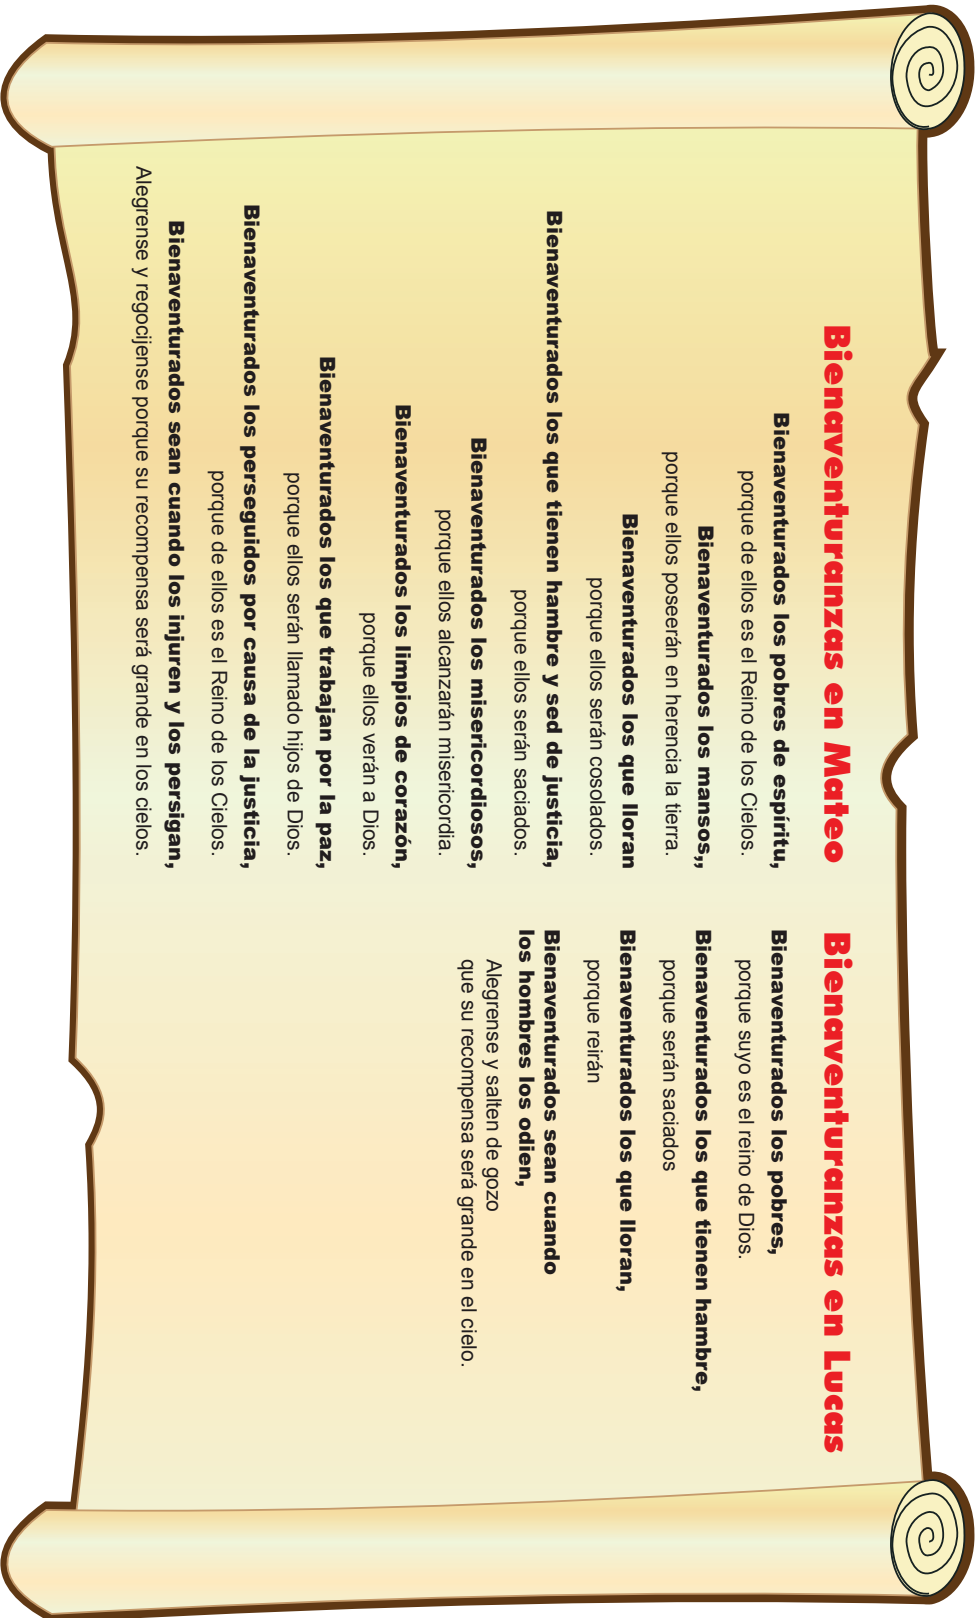 Bienaventuranzas en Mateo
Bienaventurados los pobres de espíritu,
porque de ellos es el Reino de los Cielos.
Bienaventurados los mansos,,
porque ellos poseerán en herencia la tierra.
Bienaventurados los que lloran
porque ellos serán cosolados.
Bienaventurados los que tienen hambre y sed de justicia,
porque ellos serán saciados.
Bienaventurados los misericordiosos,
porque ellos alcanzarán misericordia.
Bienaventurados los limpios de corazón,
porque ellos verán a Dios.
Bienaventurados los que trabajan por la paz,
porque ellos serán llamado hijos de Dios.
Bienaventurados los perseguidos por causa de la justicia,
porque de ellos es el Reino de los Cielos.
Bienaventurados sean cuando los injuren y los persigan,
Alegrense y regocijense porque su recompensa será grande en los cielos.
Bienaventuranzas en Lucas
Bienaventurados los pobres,
porque suyo es el reino de Dios.
Bienaventurados los que tienen hambre,
porque serán saciados
Bienaventurados los que lloran,
porque reirán
Bienaventurados sean cuando
los hombres los odien,
Alegrense y salten de gozo
que su recompensa será grande en el cielo.